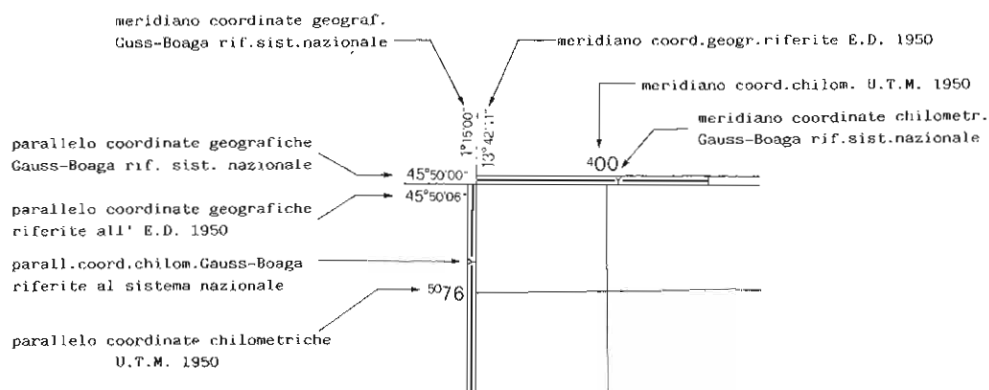 meridiano coordinate geograf.
Guss-Boaga rif.sist.nazionale
meridiano coord.geogr.riferite E.D. 1950
meridiano coord.chilom. U.T.M. 1950
meridiano coordinate chilometr.
Gauss-Boaga rif.sist.nazionale
1°15'00"
400
parallelo coordinate geografiche
Gauss-Boaga rif. sist. nazionale
45°50'00"
45°50'06"
parallelo coordinate geografiche
riferite all' E.D. 1950
parall.coord.chilom.Gauss-Boaga
riferite al sistema nazionale
5076
parallelo coordinate chilometriche
U.T.M. 1950